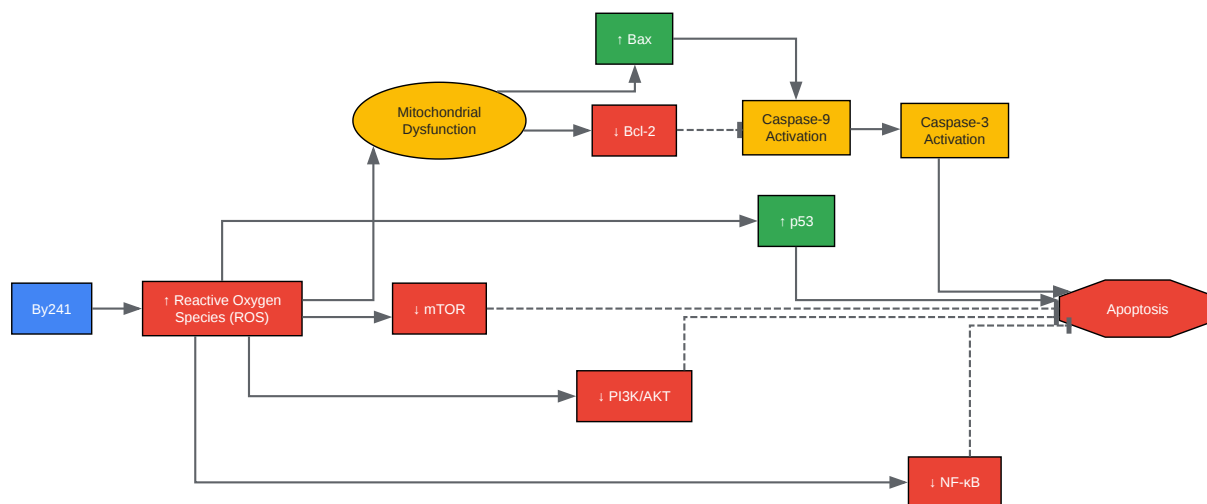 ↑ Bax
Mitochondrial
Dysfunction
↓ Bcl-2
Caspase-9
Activation
Caspase-3
Activation
↑ p53
By241
↑ Reactive Oxygen
Species (ROS)
↓ mTOR
Apoptosis
↓ PI3K/AKT
↓ NF-κB